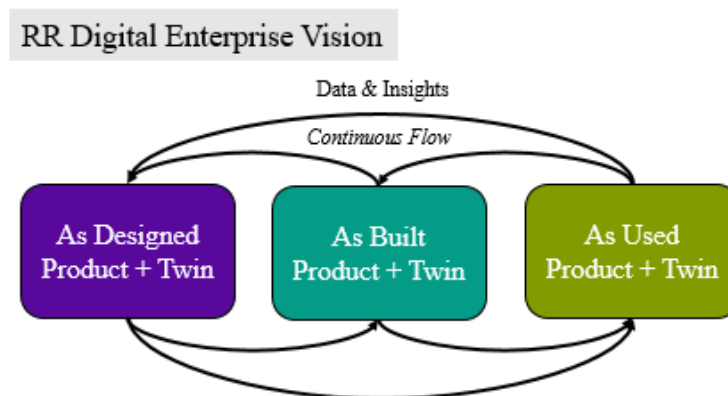 RR Digital Enterprise Vision
Data & Insights
Continuous Flow
As Designed
Product + Twin
As Built
Product + Twin
As Used
Product + Twin